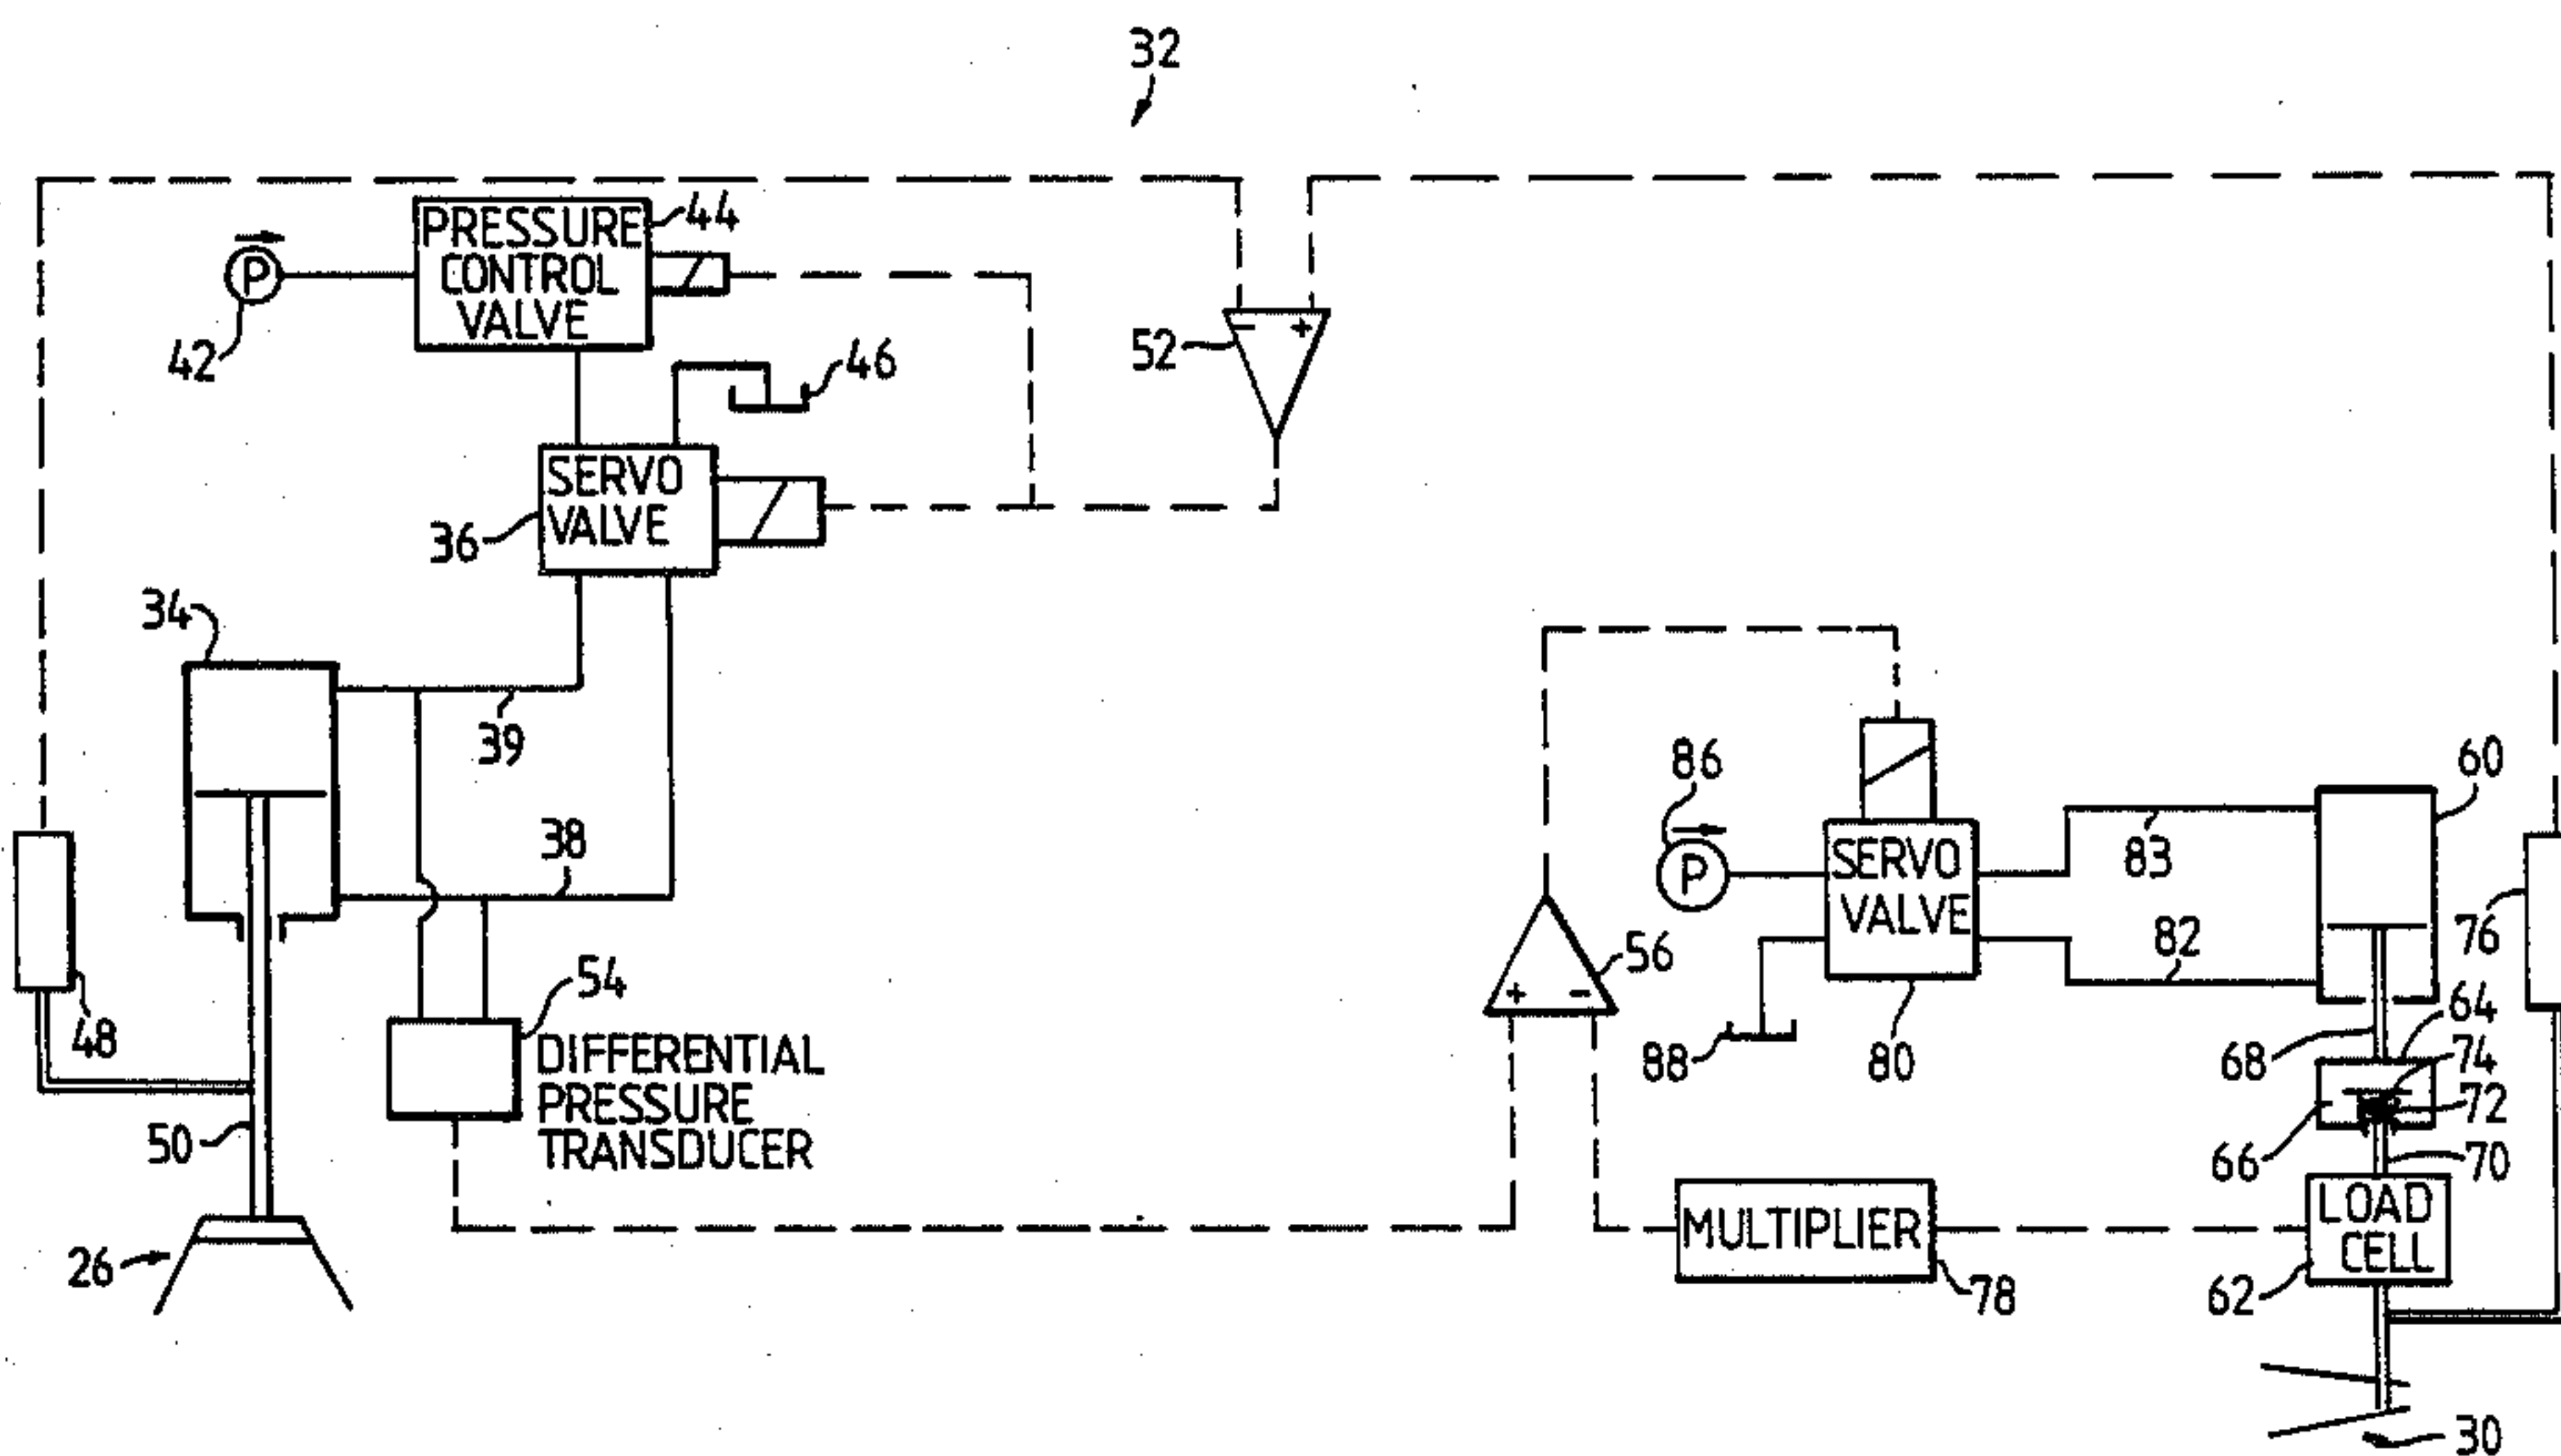 32
PRESSURE
CONTROL
VALVE
44
P
42
46
52
- +
SERVO
VALVE
36
34
39
38
48
54
DIFFERENTIAL
PRESSURE
TRANSDUCER
50
26
86
P
SERVO
VALVE
80
88
56
+ -
83
82
60
76
64
74
72
68
66
70
LOAD
CELL
62
MULTIPLIER
78
30